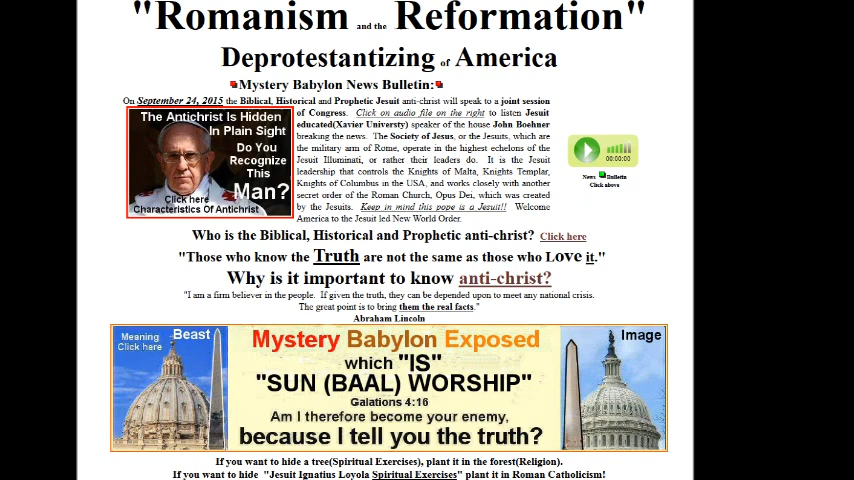 "Romanism and the Reformation"
Deprotestantizing of America
Mystery Babylon News Bulletin:
On September 24, 2015 the Biblical, Historical and Prophetic Jesuit anti-christ will speak to a joint session
of Congress. Click on audio file on the right to listen Jesuit
educated(Xavier Universty) speaker of the house John Boehner
breaking the news. The Society of Jesus, or the Jesuits, which are
the military arm of Rome, operate in the highest echelons of the
Jesuit Illuminati, or rather their leaders do. It is the Jesuit
leadership that controls the Knights of Malta, Knights Templar,
Knights of Columbus in the USA, and works closely with another
secret order of the Roman Church, Opus Dei, which was created
by the Jesuits. Keep in mind this pope is a Jesuit!! Welcome
America to the Jesuit led New World Order.
The Antichrist Is Hidden
In Plain Sight
Do You
Recognize
This
Man?
Click here
Characteristics Of Antichrist
00:00:00
News Bulletin
Click above
Who is the Biblical, Historical and Prophetic anti-christ? Click here
"Those who know the Truth are not the same as those who Love it."
Why is it important to know anti-christ?
"I am a firm believer in the people. If given the truth, they can be depended upon to meet any national crisis.
The great point is to bring them the real facts."
Abraham Lincoln
Meaning
Click here
Beast
Mystery Babylon Exposed
which "IS"
"SUN (BAAL) WORSHIP"
Galations 4:16
Am I therefore become your enemy,
because I tell you the truth?
Image
If you want to hide a tree(Spiritual Exercises), plant it in the forest(Religion).
If you want to hide "Jesuit Ignatius Loyola Spiritual Exercises" plant it in Roman Catholicism!